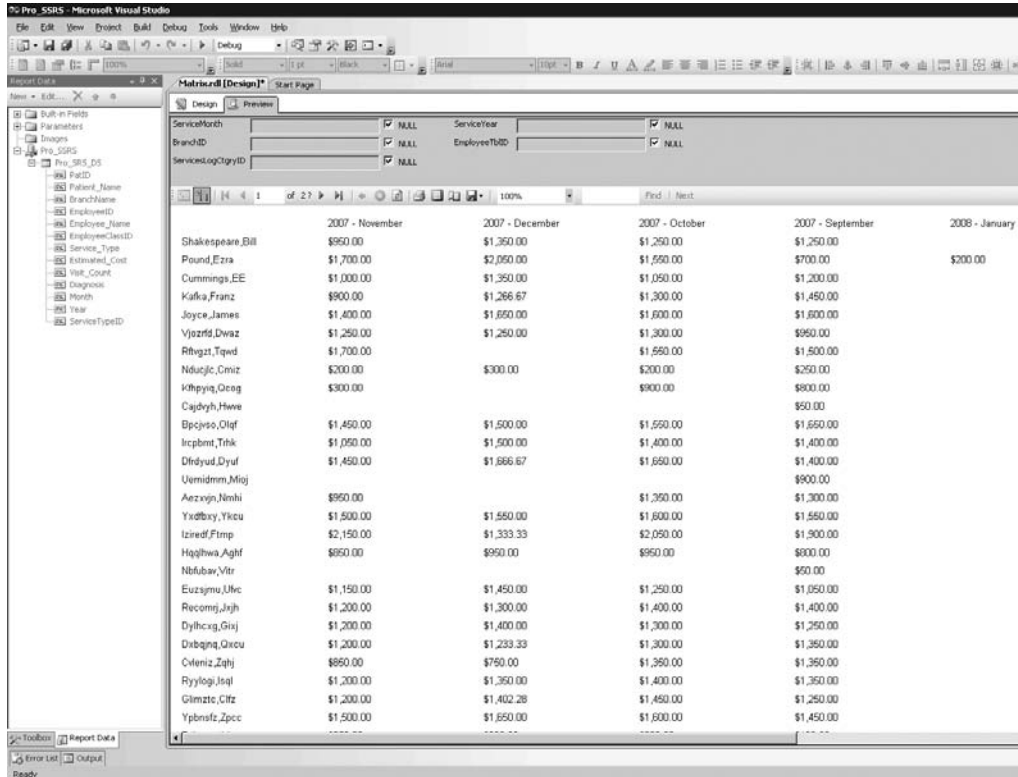 Pro_SSRS - Microsoft Visual Studio
File Edit View Project Build Debug Tools Window Help
Debug
100% Solid 1 pt Black Arial 10pt B I U A
Report Data
New Edit...
Built-in Fields
Parameters
Images
Pro_SSRS
Pro_SRS_DS
PatID
Patient_Name
BranchName
EmployeeID
Employee_Name
EmployeeClassID
Service_Type
Estimated_Cost
Visit_Count
Diagnosis
Month
Year
ServiceTypeID
Matrix.rdl [Design]* Start Page
Design Preview
ServiceMonth NULL ServiceYear NULL
BranchID NULL EmployeeTblID NULL
ServicesLogCtgryID NULL
1 of 2? 100% Find | Next
2007 - November 2007 - December 2007 - October 2007 - September 2008 - January
Shakespeare,Bill $950.00 $1,350.00 $1,250.00 $1,250.00
Pound,Ezra $1,700.00 $2,050.00 $1,550.00 $700.00 $200.00
Cummings,EE $1,000.00 $1,350.00 $1,050.00 $1,200.00
Kafka,Franz $900.00 $1,266.67 $1,300.00 $1,450.00
Joyce,James $1,400.00 $1,650.00 $1,600.00 $1,600.00
Vjozrfd,Dwaz $1,250.00 $1,250.00 $1,300.00 $950.00
Rftvgzt,Tqwd $1,700.00 $1,550.00 $1,500.00
Nducjlc,Cmiz $200.00 $300.00 $200.00 $250.00
Kfhpyiq,Qcog $300.00 $900.00 $800.00
Cajdvyh,Hwve $50.00
Bpcjvso,Olqf $1,450.00 $1,500.00 $1,550.00 $1,650.00
Ircpbmt,Trhk $1,050.00 $1,500.00 $1,400.00 $1,400.00
Dfrdyud,Dyuf $1,450.00 $1,666.67 $1,650.00 $1,400.00
Uemidmm,Mioj $900.00
Aezxvjn,Nmhi $950.00 $1,350.00 $1,300.00
Yxdfbxy,Ykcu $1,500.00 $1,550.00 $1,600.00 $1,550.00
Iziredf,Ftmp $2,150.00 $1,333.33 $2,050.00 $1,900.00
Hqqlhwa,Aghf $850.00 $950.00 $950.00 $800.00
Nbfubav,Vitr $50.00
Euzsjmu,Ufvc $1,150.00 $1,450.00 $1,250.00 $1,050.00
Recomrj,Jxjh $1,200.00 $1,300.00 $1,400.00 $1,400.00
Dylhcxg,Gixj $1,200.00 $1,400.00 $1,300.00 $1,250.00
Dxbqjnq,Qxcu $1,200.00 $1,233.33 $1,300.00 $1,350.00
Cvleniz,Zqhj $850.00 $750.00 $1,350.00 $1,350.00
Ryylogi,Isql $1,200.00 $1,350.00 $1,400.00 $1,350.00
Glimztc,Clfz $1,200.00 $1,402.28 $1,450.00 $1,250.00
Ypbnsfz,Zpcc $1,500.00 $1,650.00 $1,600.00 $1,450.00
Toolbox Report Data
Error List Output
Ready